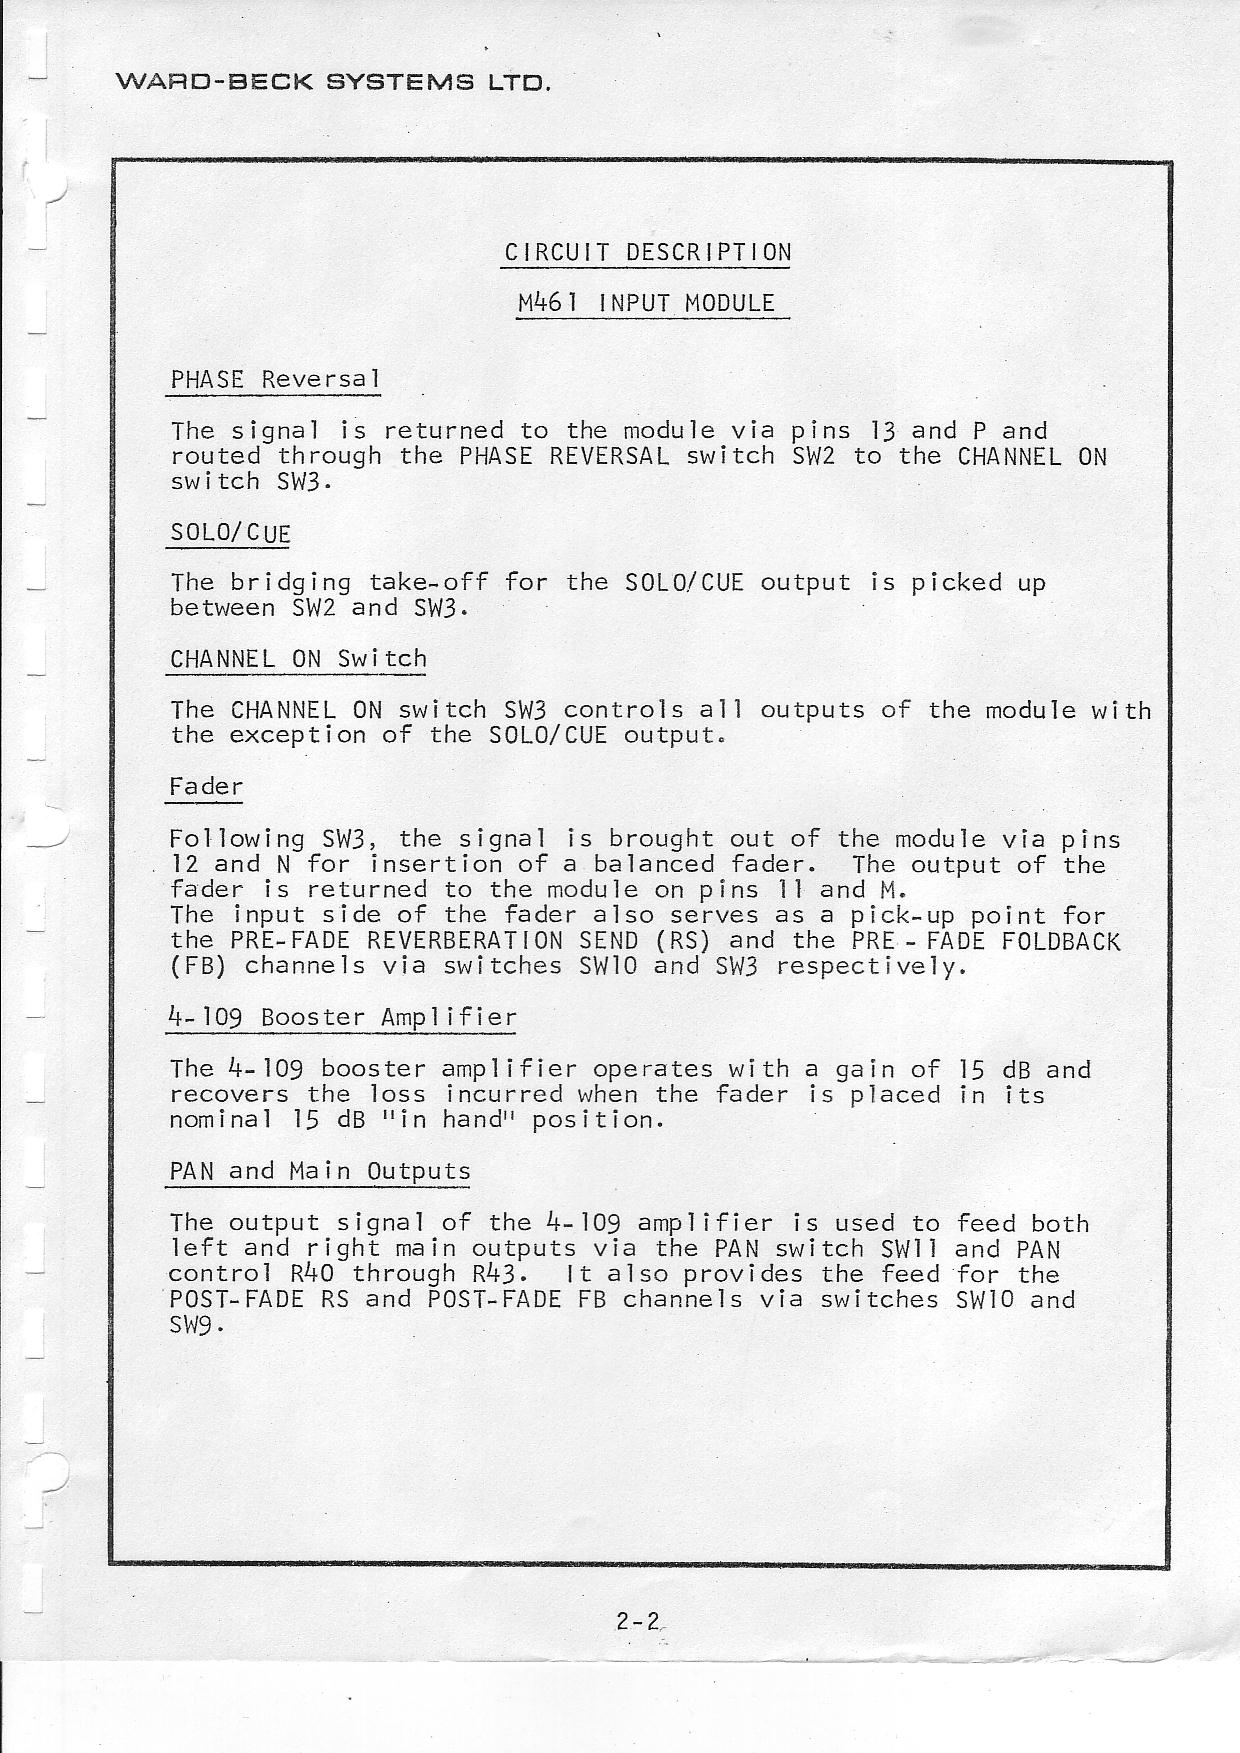 WARD-BECK SYSTEMS LTD.
CIRCUIT DESCRIPTION
M461 INPUT MODULE
PHASE Reversal
The signal is returned to the module via pins 13 and P and
routed through the PHASE REVERSAL switch SW2 to the CHANNEL ON
switch SW3.
SOLO/CUE
The bridging take-off for the SOLO/CUE output is picked up
between SW2 and SW3.
CHANNEL ON Switch
The CHANNEL ON switch SW3 controls all outputs of the module with
the exception of the SOLO/CUE output.
Fader
Following SW3, the signal is brought out of the module via pins
12 and N for insertion of a balanced fader. The output of the
fader is returned to the module on pins 11 and M.
The input side of the fader also serves as a pick-up point for
the PRE-FADE REVERBERATION SEND (RS) and the PRE - FADE FOLDBACK
(FB) channels via switches SW10 and SW3 respectively.
4-109 Booster Amplifier
The 4-109 booster amplifier operates with a gain of 15 dB and
recovers the loss incurred when the fader is placed in its
nominal 15 dB "in hand" position.
PAN and Main Outputs
The output signal of the 4-109 amplifier is used to feed both
left and right main outputs via the PAN switch SW11 and PAN
control R40 through R43. It also provides the feed for the
POST-FADE RS and POST-FADE FB channels via switches SW10 and
SW9.
2-2